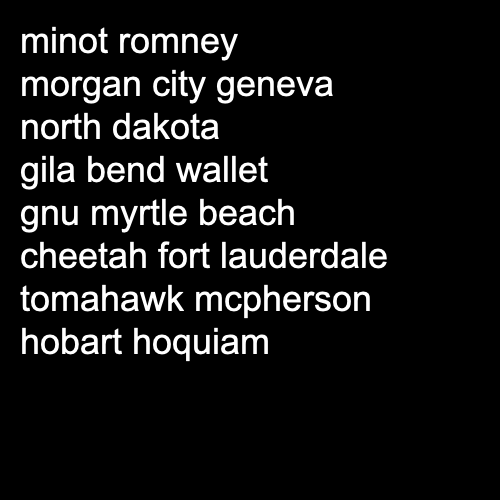 minot romney
morgan city geneva
north dakota
gila bend wallet
gnu myrtle beach
cheetah fort lauderdale
tomahawk mcpherson
hobart hoquiam